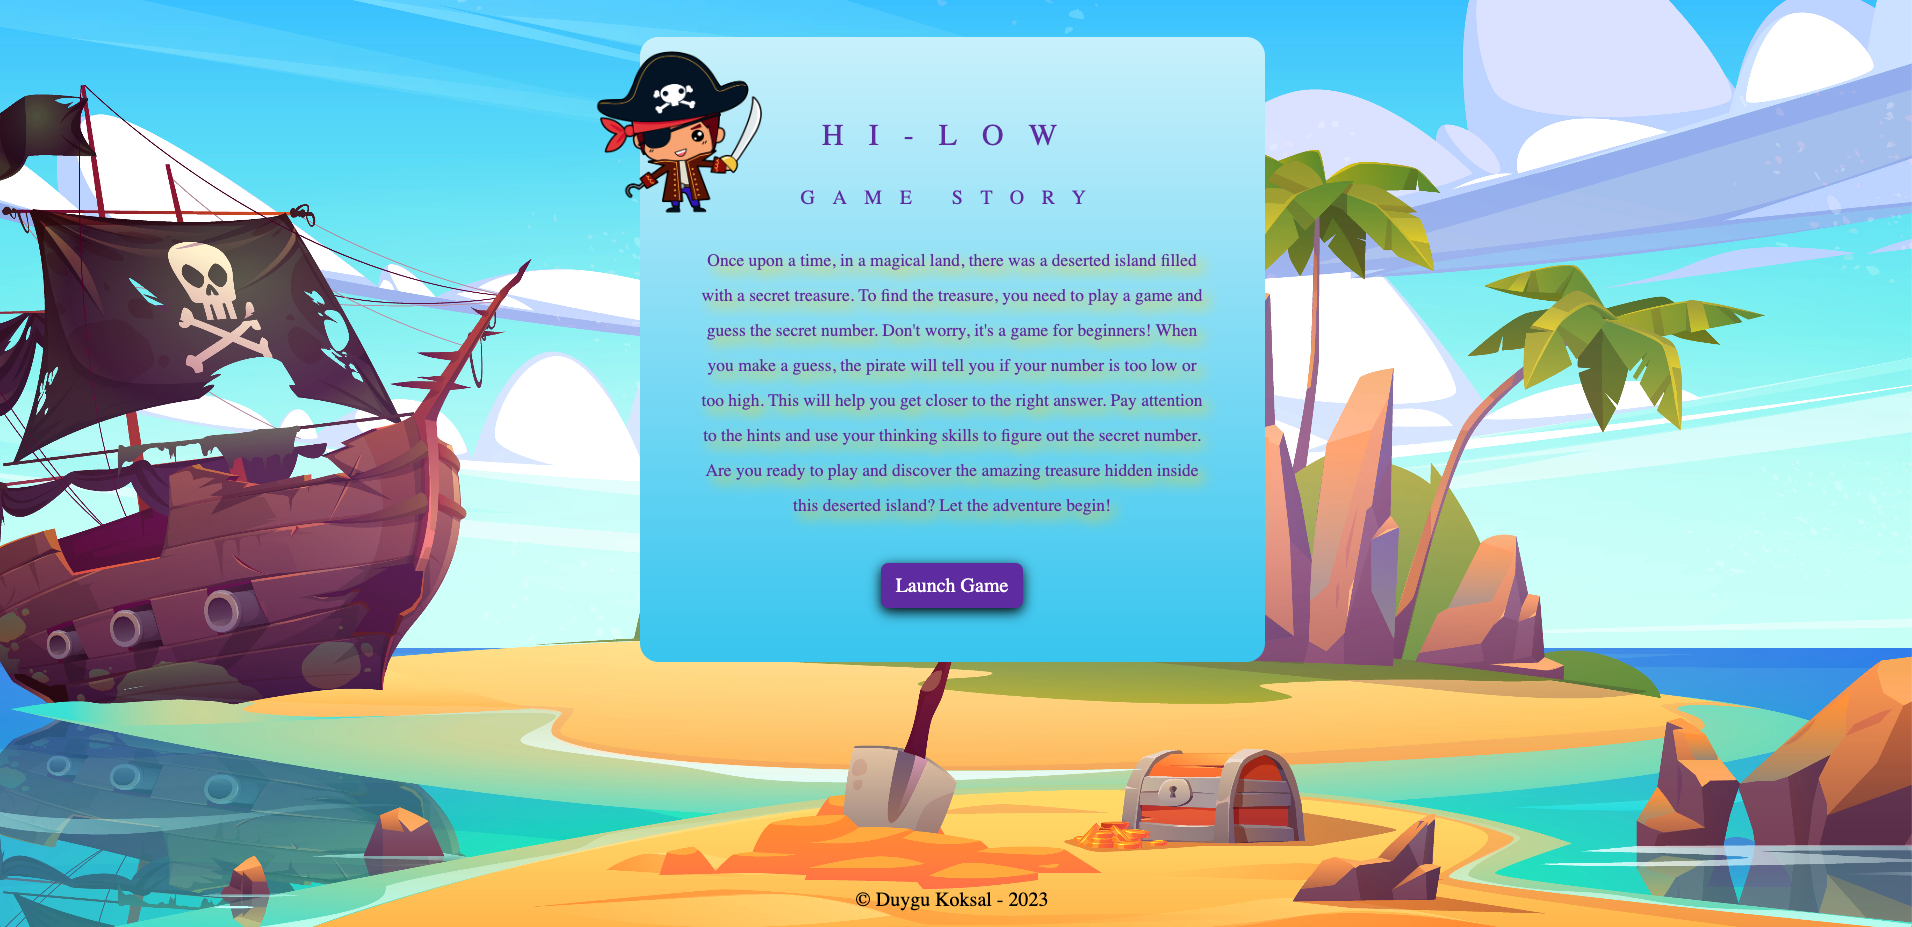 HI-LOW
GAME STORY
Once upon a time, in a magical land, there was a deserted island filled
with a secret treasure. To find the treasure, you need to play a game and
guess the secret number. Don't worry, it's a game for beginners! When
you make a guess, the pirate will tell you if your number is too low or
too high. This will help you get closer to the right answer. Pay attention
to the hints and use your thinking skills to figure out the secret number.
Are you ready to play and discover the amazing treasure hidden inside
this deserted island? Let the adventure begin!
Launch Game
© Duygu Koksal - 2023